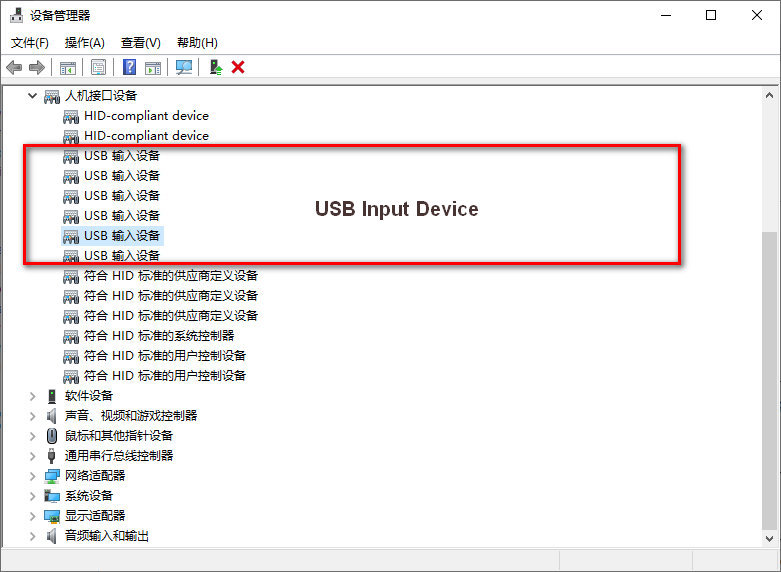 设备管理器
文件(F) 操作(A) 查看(V) 帮助(H)
人机接口设备
HID-compliant device
HID-compliant device
USB 输入设备
USB 输入设备
USB 输入设备
USB Input Device
USB 输入设备
USB 输入设备
USB 输入设备
符合 HID 标准的供应商定义设备
符合 HID 标准的供应商定义设备
符合 HID 标准的供应商定义设备
符合 HID 标准的系统控制器
符合 HID 标准的用户控制设备
符合 HID 标准的用户控制设备
软件设备
声音、视频和游戏控制器
鼠标和其他指针设备
通用串行总线控制器
网络适配器
系统设备
显示适配器
音频输入和输出